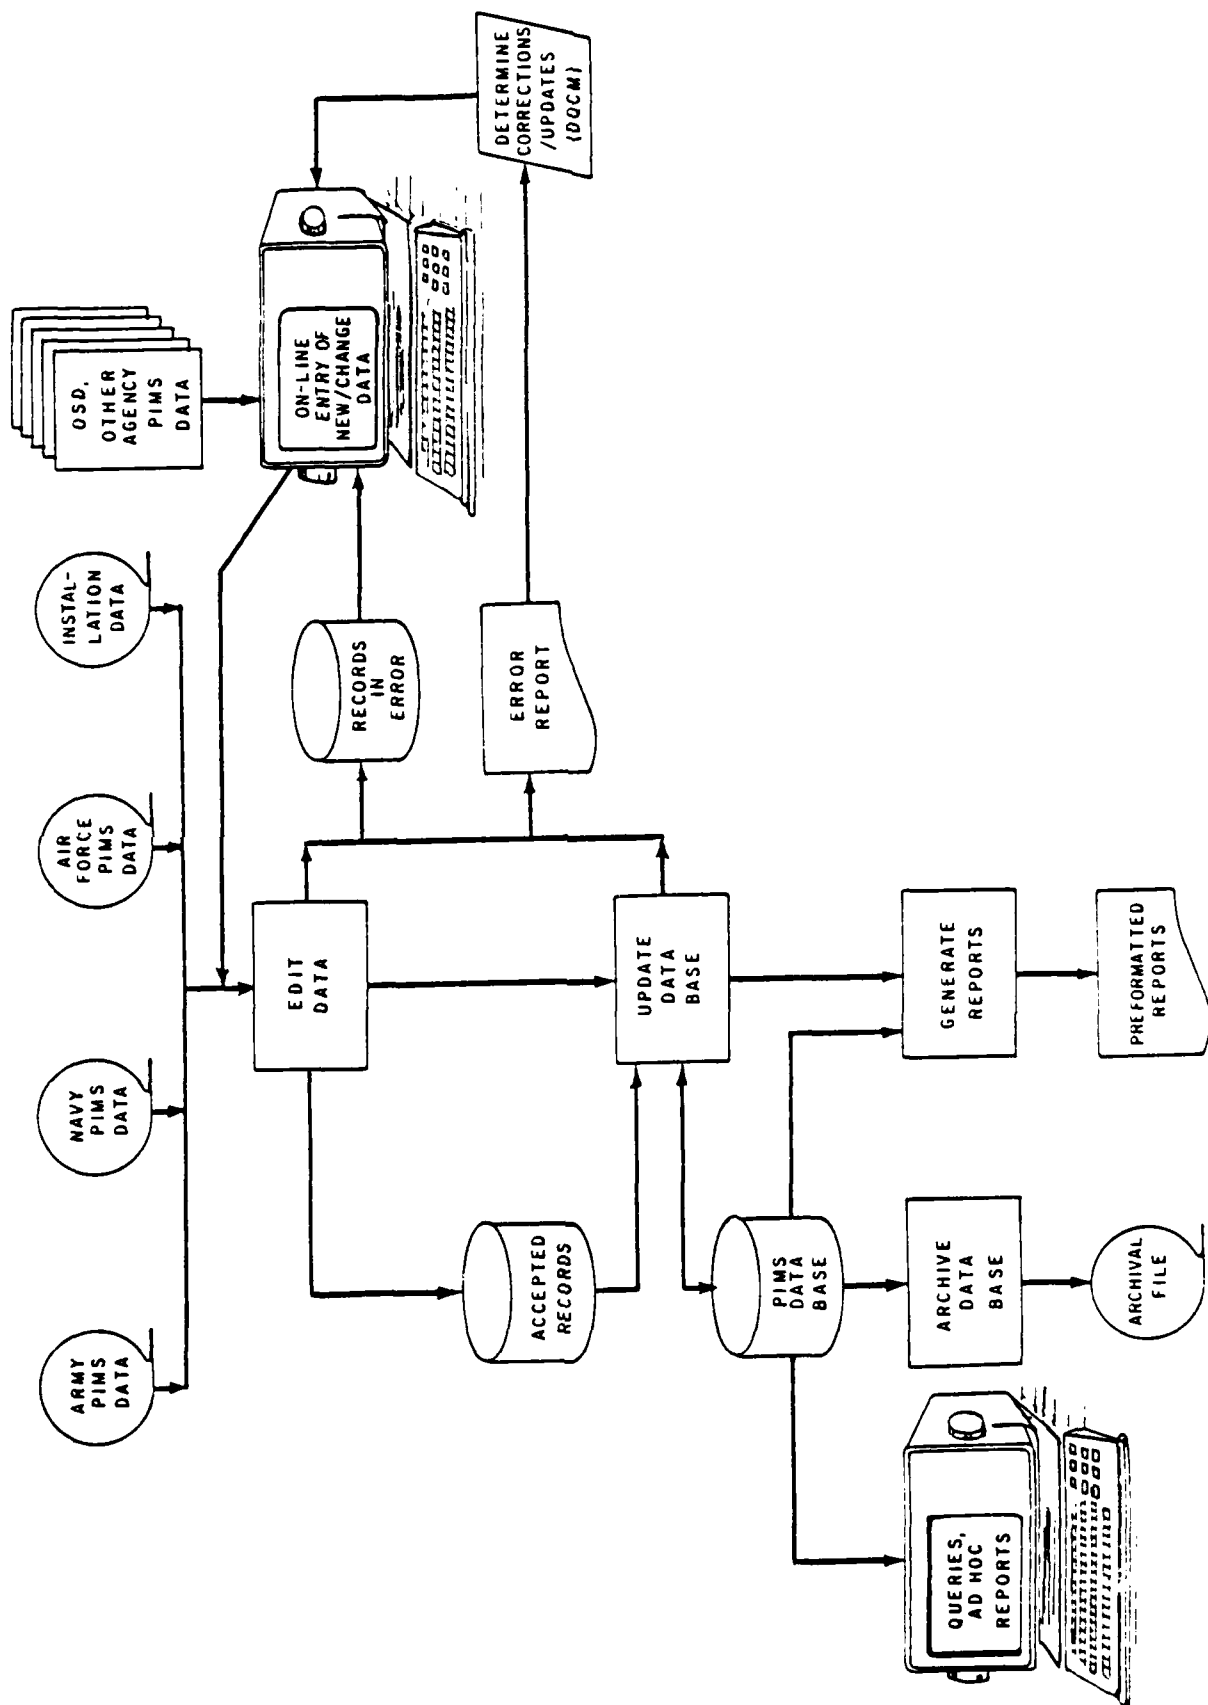 ARMY
PIMS
DATA
NAVY
PIMS
DATA
AIR
FORCE
PIMS
DATA
INSTAL-
LATION
DATA
OSD,
OTHER
AGENCY
PIMS
DATA
ON-LINE
ENTRY OF
NEW/CHANGE
DATA
DETERMINE
CORRECTIONS
/UPDATES
(DQCM)
EDIT
DATA
RECORDS
IN
ERROR
ERROR
REPORT
ACCEPTED
RECORDS
UPDATE
DATA
BASE
PIMS
DATA
BASE
QUERIES,
AD HOC
REPORTS
ARCHIVE
DATA
BASE
GENERATE
REPORTS
ARCHIVAL
FILE
PREFORMATTED
REPORTS